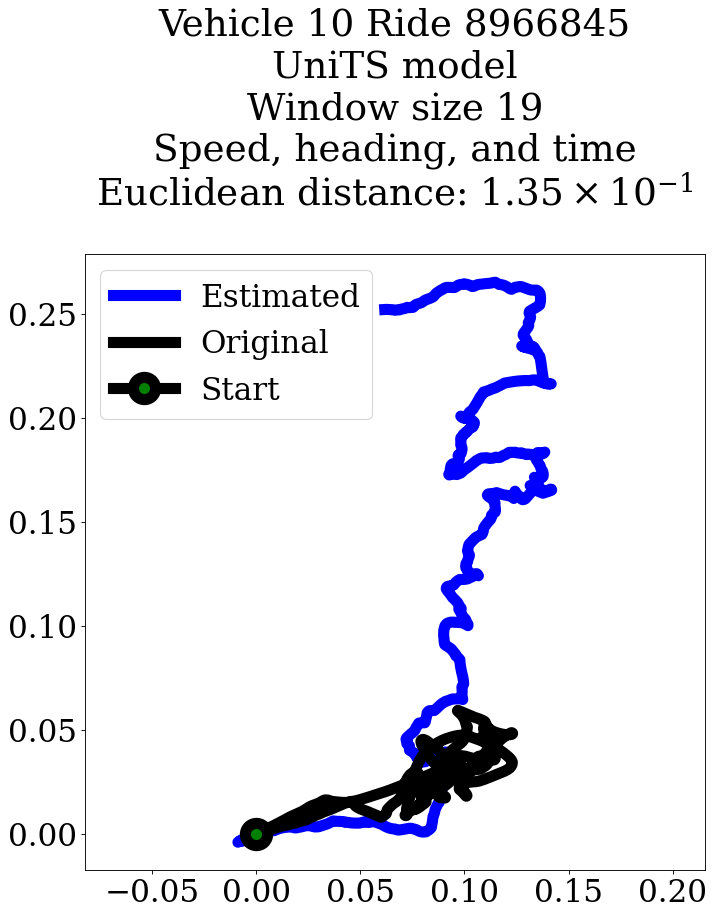 Vehicle 10 Ride 8966845
UniTS model
Window size 19
Speed, heading, and time
Euclidean distance: 1.35 × 10⁻¹
Estimated
Original
Start
0.25
0.20
0.15
0.10
0.05
0.00
−0.05 0.00 0.05 0.10 0.15 0.20